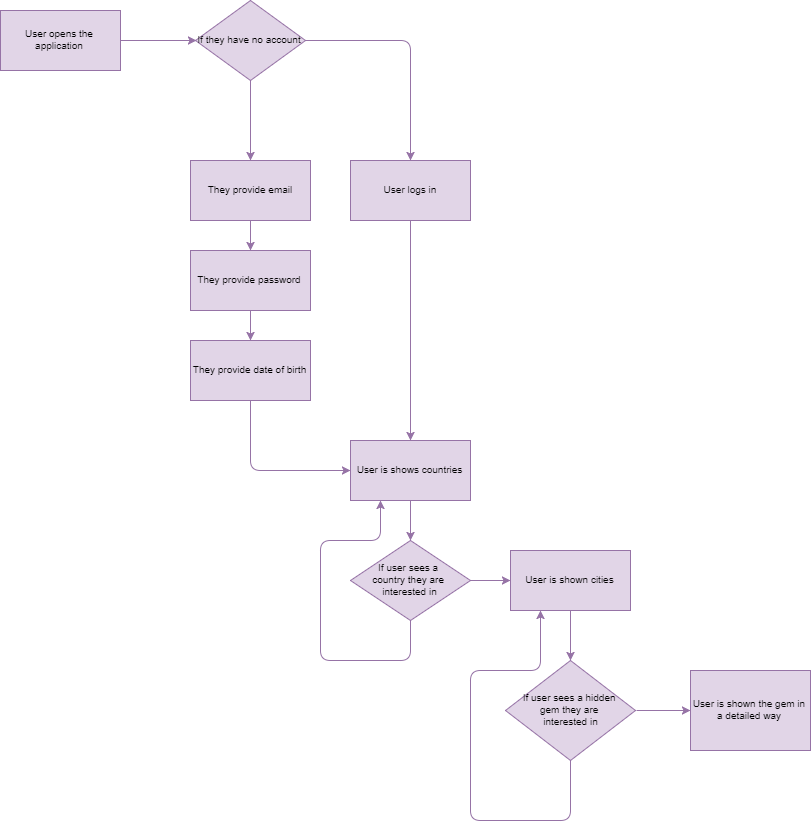 User opens the
application
If they have no account
They provide email
User logs in
They provide password
They provide date of birth
User is shows countries
If user sees a
country they are
interested in
User is shown cities
If user sees a hidden
gem they are
interested in
User is shown the gem in
a detailed way